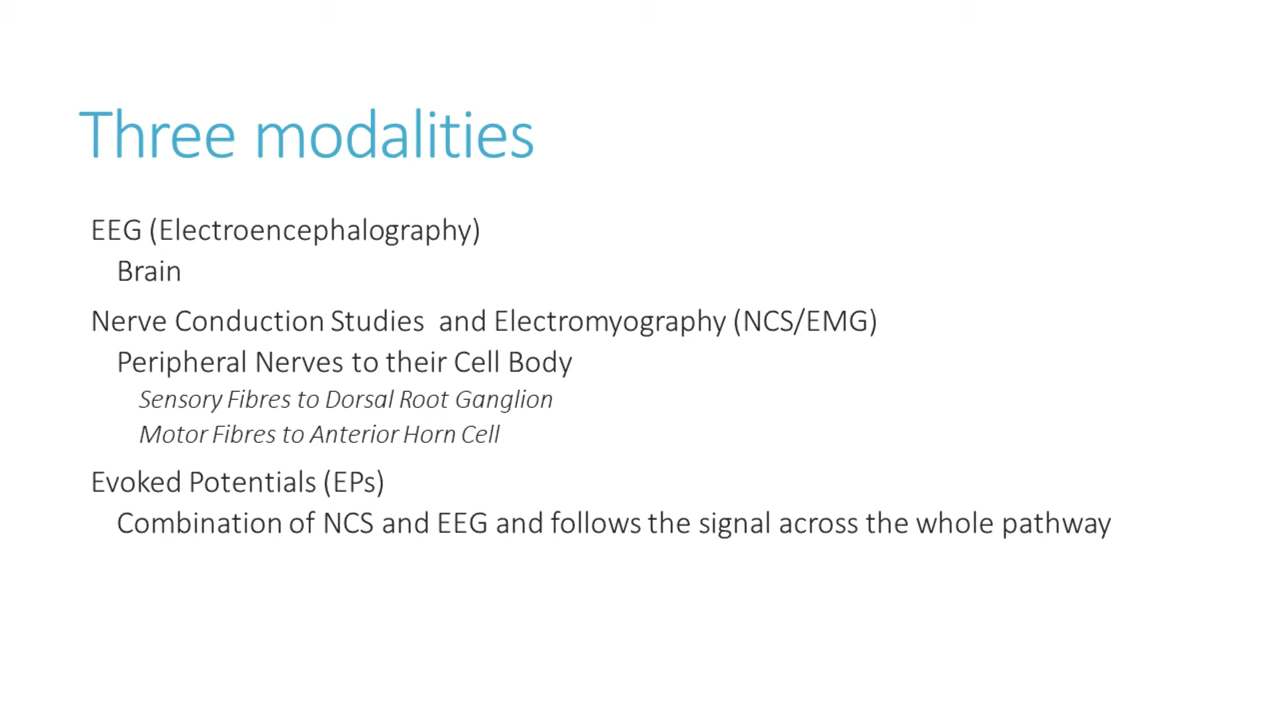 Three modalities
EEG (Electroencephalography)
Brain
Nerve Conduction Studies  and Electromyography (NCS/EMG)
Peripheral Nerves to their Cell Body
Sensory Fibres to Dorsal Root Ganglion
Motor Fibres to Anterior Horn Cell
Evoked Potentials (EPs)
Combination of NCS and EEG and follows the signal across the whole pathway